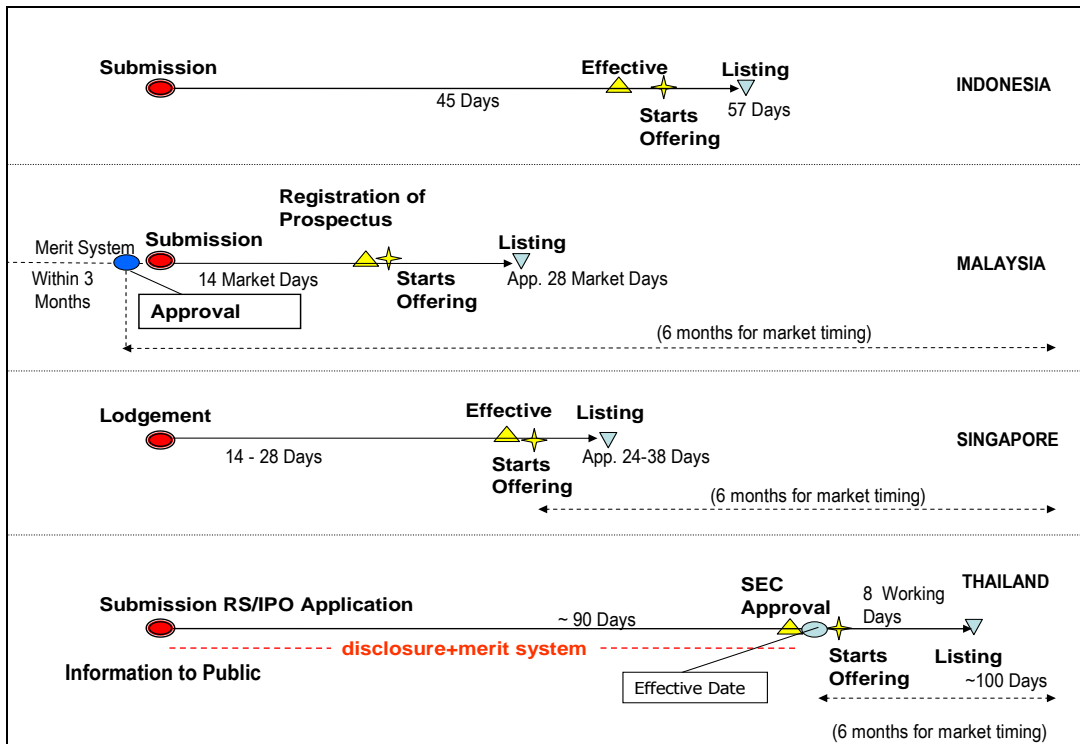 Submission
Effective
Listing
INDONESIA
45 Days
57 Days
Starts
Offering
Registration of
Prospectus
Merit System
Submission
Listing
MALAYSIA
Within 3
Months
14 Market Days
Starts
Offering
App. 28 Market Days
Approval
(6 months for market timing)
Lodgement
Effective
Listing
SINGAPORE
14 - 28 Days
Starts
Offering
App. 24-38 Days
(6 months for market timing)
THAILAND
SEC
Approval
8 Working
Days
Submission RS/IPO Application
~ 90 Days
disclosure+merit system
Information to Public
Starts
Offering
Listing
~100 Days
Effective Date
(6 months for market timing)